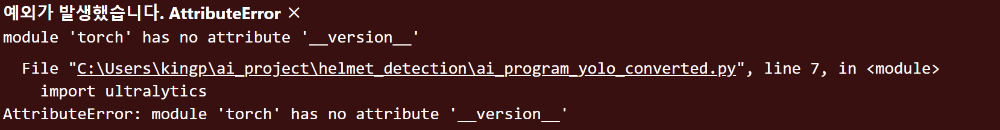 예외가 발생했습니다. AttributeError ×
module 'torch' has no attribute '__version__'
File "C:\Users\kingp\ai_project\helmet_detection\ai_program_yolo_converted.py", line 7, in <module>
import ultralytics
AttributeError: module 'torch' has no attribute '__version__'